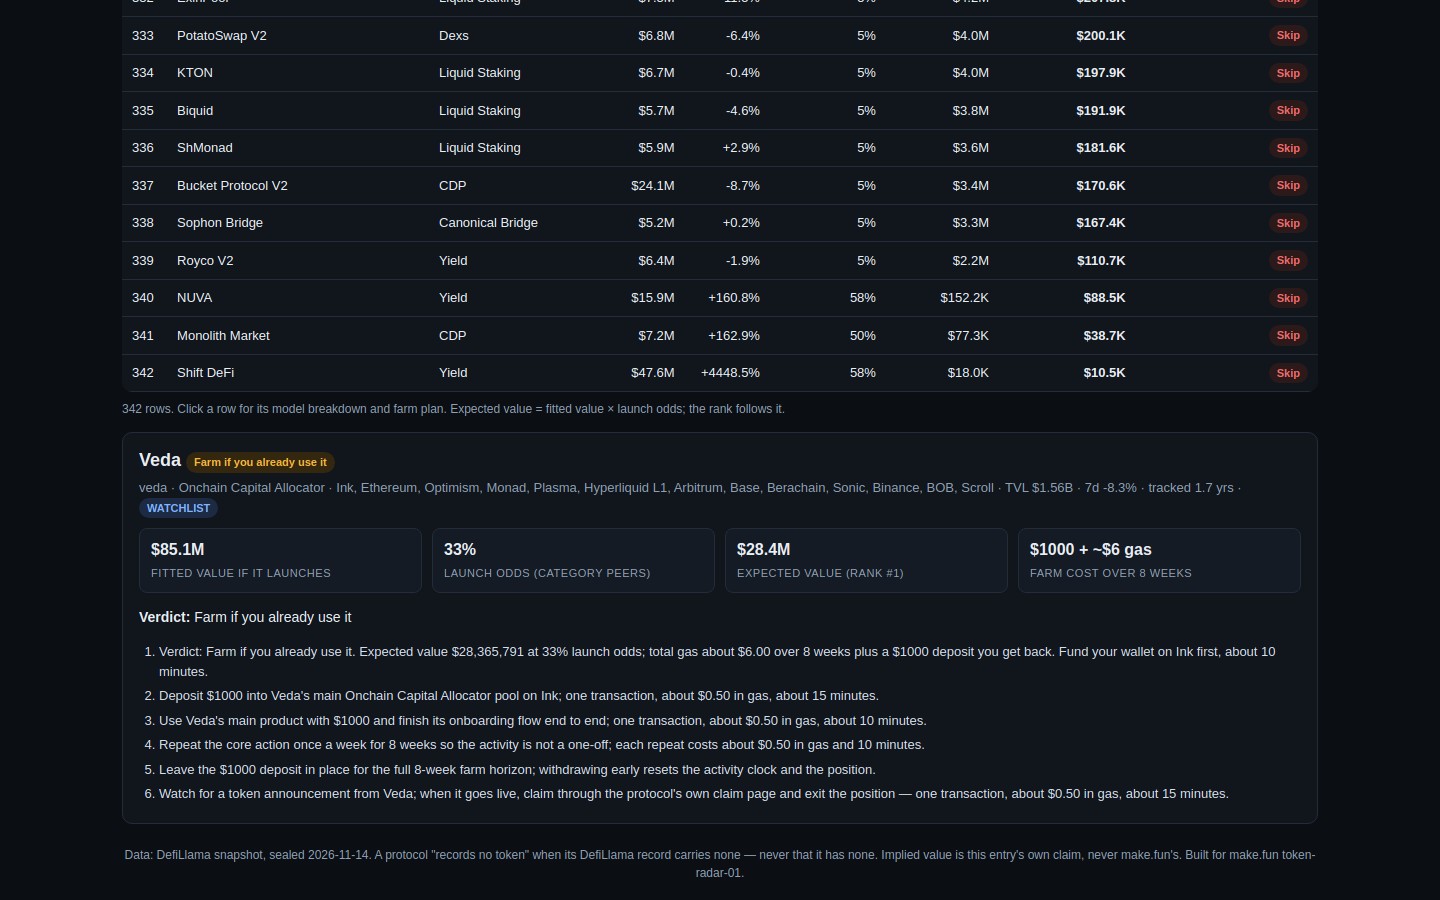 333 PotatoSwap V2 Dexs $6.8M -6.4% 5% $4.0M $200.1K Skip
334 KTON Liquid Staking $6.7M -0.4% 5% $4.0M $197.9K Skip
335 Biquid Liquid Staking $5.7M -4.6% 5% $3.8M $191.9K Skip
336 ShMonad Liquid Staking $5.9M +2.9% 5% $3.6M $181.6K Skip
337 Bucket Protocol V2 CDP $24.1M -8.7% 5% $3.4M $170.6K Skip
338 Sophon Bridge Canonical Bridge $5.2M +0.2% 5% $3.3M $167.4K Skip
339 Royco V2 Yield $6.4M -1.9% 5% $2.2M $110.7K Skip
340 NUVA Yield $15.9M +160.8% 58% $152.2K $88.5K Skip
341 Monolith Market CDP $7.2M +162.9% 50% $77.3K $38.7K Skip
342 Shift DeFi Yield $47.6M +4448.5% 58% $18.0K $10.5K Skip
342 rows. Click a row for its model breakdown and farm plan. Expected value = fitted value × launch odds; the rank follows it.
Veda Farm if you already use it
veda · Onchain Capital Allocator · Ink, Ethereum, Optimism, Monad, Plasma, Hyperliquid L1, Arbitrum, Base, Berachain, Sonic, Binance, BOB, Scroll · TVL $1.56B · 7d -8.3% · tracked 1.7 yrs ·
WATCHLIST
$85.1M 33% $28.4M $1000 + ~$6 gas
FITTED VALUE IF IT LAUNCHES LAUNCH ODDS (CATEGORY PEERS) EXPECTED VALUE (RANK #1) FARM COST OVER 8 WEEKS
Verdict: Farm if you already use it
1. Verdict: Farm if you already use it. Expected value $28,365,791 at 33% launch odds; total gas about $6.00 over 8 weeks plus a $1000 deposit you get back. Fund your wallet on Ink first, about 10
minutes.
2. Deposit $1000 into Veda's main Onchain Capital Allocator pool on Ink; one transaction, about $0.50 in gas, about 15 minutes.
3. Use Veda's main product with $1000 and finish its onboarding flow end to end; one transaction, about $0.50 in gas, about 10 minutes.
4. Repeat the core action once a week for 8 weeks so the activity is not a one-off; each repeat costs about $0.50 in gas and 10 minutes.
5. Leave the $1000 deposit in place for the full 8-week farm horizon; withdrawing early resets the activity clock and the position.
6. Watch for a token announcement from Veda; when it goes live, claim through the protocol's own claim page and exit the position — one transaction, about $0.50 in gas, about 15 minutes.
Data: DefiLlama snapshot, sealed 2026-11-14. A protocol "records no token" when its DefiLlama record carries none — never that it has none. Implied value is this entry's own claim, never make.fun's. Built for make.fun token-
radar-01.